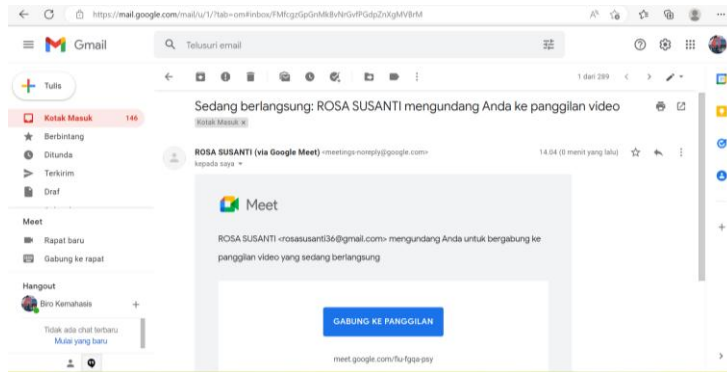 https://mail.google.com/mail/u/1/?tab=om#inbox/FMfcgzGpGnMkBvNrGvfPGdpZnXgMVBrM
Gmail
Telusuri email
Tulis
1 dari 289
Kotak Masuk 146
Berbintang
Ditunda
Terkirim
Draf
Meet
Rapat baru
Gabung ke rapat
Hangout
Biro Kemahasis
Tidak ada chat terbaru
Mulai yang baru
Sedang berlangsung: ROSA SUSANTI mengundang Anda ke panggilan video
Kotak Masuk x
ROSA SUSANTI (via Google Meet) <meetings-noreply@google.com>
14.04 (0 menit yang lalu)
kepada saya
Meet
ROSA SUSANTI <rosasusanti36@gmail.com> mengundang Anda untuk bergabung ke
panggilan video yang sedang berlangsung
GABUNG KE PANGGILAN
meet.google.com/fiu-fgqa-psy